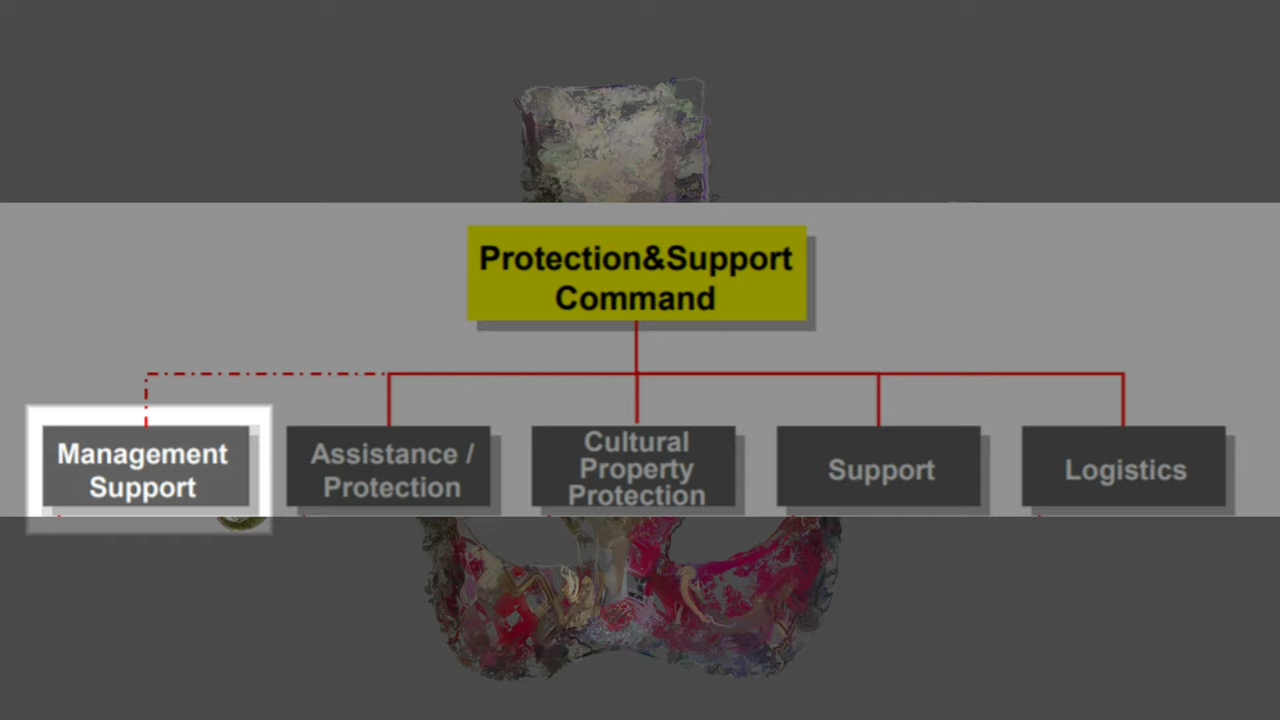 Protection&Support
Command
Management
Support
Assistance /
Protection
Cultural
Property
Protection
Support
Logistics